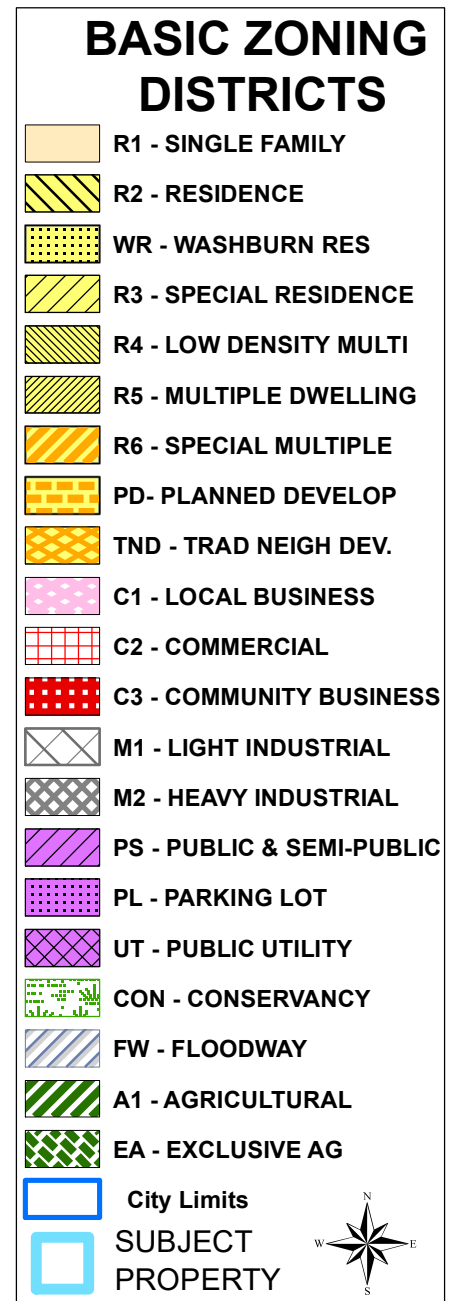 BASIC ZONING
DISTRICTS
R1 - SINGLE FAMILY
R2 - RESIDENCE
WR - WASHBURN RES
R3 - SPECIAL RESIDENCE
R4 - LOW DENSITY MULTI
R5 - MULTIPLE DWELLING
R6 - SPECIAL MULTIPLE
PD- PLANNED DEVELOP
TND - TRAD NEIGH DEV.
C1 - LOCAL BUSINESS
C2 - COMMERCIAL
C3 - COMMUNITY BUSINESS
M1 - LIGHT INDUSTRIAL
M2 - HEAVY INDUSTRIAL
PS - PUBLIC & SEMI-PUBLIC
PL - PARKING LOT
UT - PUBLIC UTILITY
CON - CONSERVANCY
FW - FLOODWAY
A1 - AGRICULTURAL
EA - EXCLUSIVE AG
City Limits
SUBJECT
PROPERTY
N
W E
S